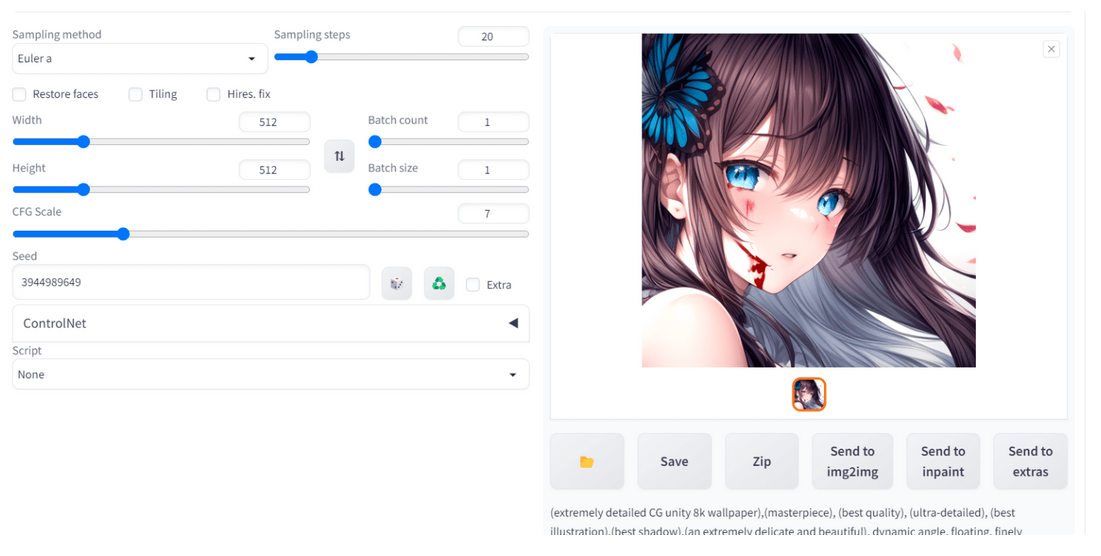 Sampling method
Sampling steps
20
Euler a
Restore faces
Tiling
Hires. fix
Width
512
Batch count
1
Height
512
Batch size
1
CFG Scale
7
Seed
3944989649
Extra
ControlNet
Script
None
Save
Zip
Send to
img2img
Send to
inpaint
Send to
extras
(extremely detailed CG unity 8k wallpaper),(masterpiece), (best quality), (ultra-detailed), (best
illustration),(best shadow),(an extremely delicate and beautiful), dynamic angle, floating, finely